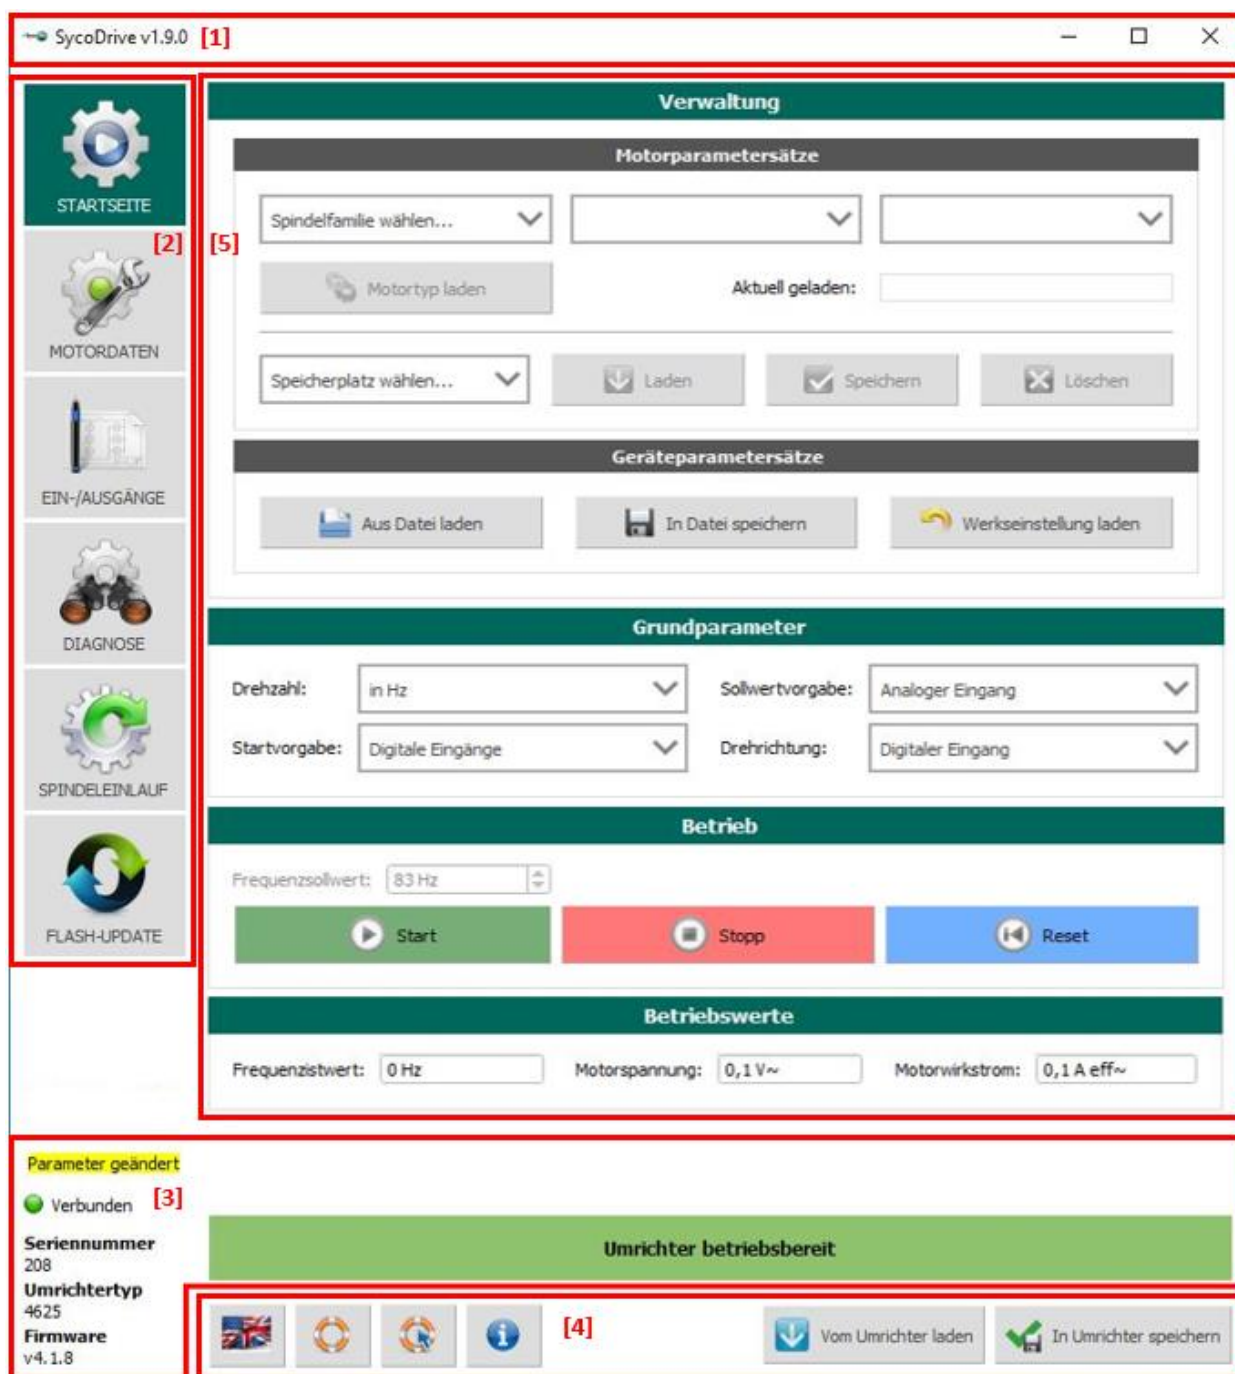 SycoDrive v1.9.0 [1]
STARTSEITE
[2]
MOTORDATEN
EIN-/AUSGÄNGE
DIAGNOSE
SPINDELEINLAUF
FLASH-UPDATE
[5]
Verwaltung
Motorparametersätze
Spindelfamilie wählen...
Motortyp laden Aktuell geladen:
Speicherplatz wählen... Laden Speichern Löschen
Geräteparametersätze
Aus Datei laden In Datei speichern Werkseinstellung laden
Grundparameter
Drehzahl: in Hz Sollwertvorgabe: Analoger Eingang
Startvorgabe: Digitale Eingänge Drehrichtung: Digitaler Eingang
Betrieb
Frequenzsollwert: 83 Hz
Start Stopp Reset
Betriebswerte
Frequenzistwert: 0 Hz Motorspannung: 0,1 V~ Motorwirkstrom: 0,1 A eff~
Parameter geändert
Verbunden [3]
Seriennummer
208
Umrichtertyp
4625
Firmware
v4.1.8
Umrichter betriebsbereit
[4] Vom Umrichter laden In Umrichter speichern